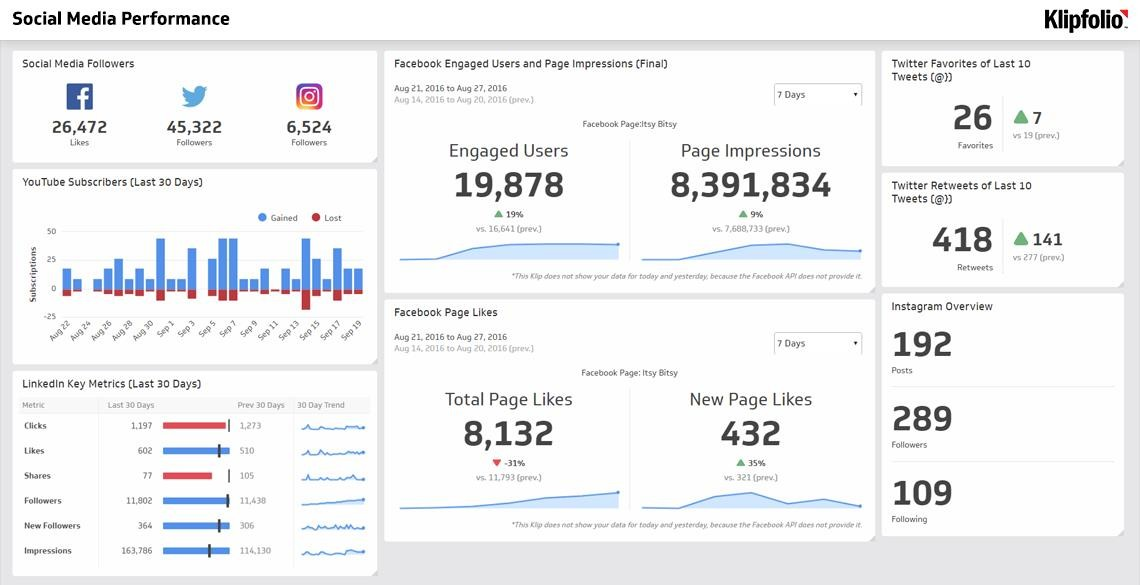 Social Media Performance
Klipfolio
Social Media Followers
26,472
Likes
45,322
Followers
6,524
Followers
YouTube Subscribers (Last 30 Days)
Gained Lost
Subscriptions
50
25
0
-25
Aug 22 Aug 24 Aug 26 Aug 28 Aug 30 Sep 1 Sep 3 Sep 5 Sep 7 Sep 9 Sep 11 Sep 13 Sep 15 Sep 17 Sep 19
LinkedIn Key Metrics (Last 30 Days)
Metric Last 30 Days Prev 30 Days 30 Day Trend
Clicks 1,197 1,273
Likes 602 510
Shares 77 105
Followers 11,802 11,438
New Followers 364 306
Impressions 163,786 114,130
Facebook Engaged Users and Page Impressions (Final)
Aug 21, 2016 to Aug 27, 2016
Aug 14, 2016 to Aug 20, 2016 (prev.)
7 Days
Facebook Page:Itsy Bitsy
Engaged Users
19,878
19%
vs. 16,641 (prev.)
Page Impressions
8,391,834
9%
vs. 7,688,733 (prev.)
*This Klip does not show your data for today and yesterday, because the Facebook API does not provide it.
Facebook Page Likes
Aug 21, 2016 to Aug 27, 2016
Aug 14, 2016 to Aug 20, 2016 (prev.)
7 Days
Facebook Page: Itsy Bitsy
Total Page Likes
8,132
-31%
vs. 11,793 (prev.)
New Page Likes
432
35%
vs. 321 (prev.)
*This Klip does not show your data for today and yesterday, because the Facebook API does not provide it.
Twitter Favorites of Last 10
Tweets (@})
26
Favorites
7
vs 19 (prev.)
Twitter Retweets of Last 10
Tweets (@})
418
Retweets
141
vs 277 (prev.)
Instagram Overview
192
Posts
289
Followers
109
Following